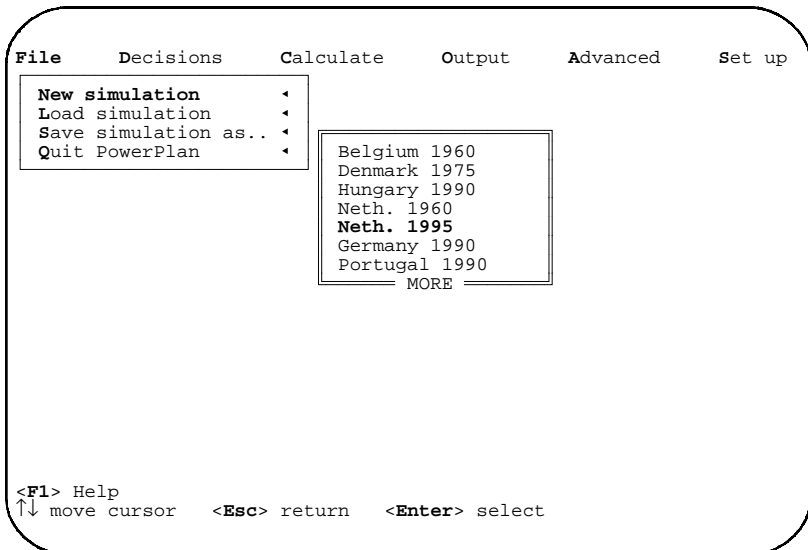 File Decisions Calculate Output Advanced Set up
New simulation ◂
Load simulation ◂
Save simulation as.. ◂
Quit PowerPlan ◂
Belgium 1960
Denmark 1975
Hungary 1990
Neth. 1960
Neth. 1995
Germany 1990
Portugal 1990
MORE
<F1> Help
↑↓ move cursor <Esc> return <Enter> select